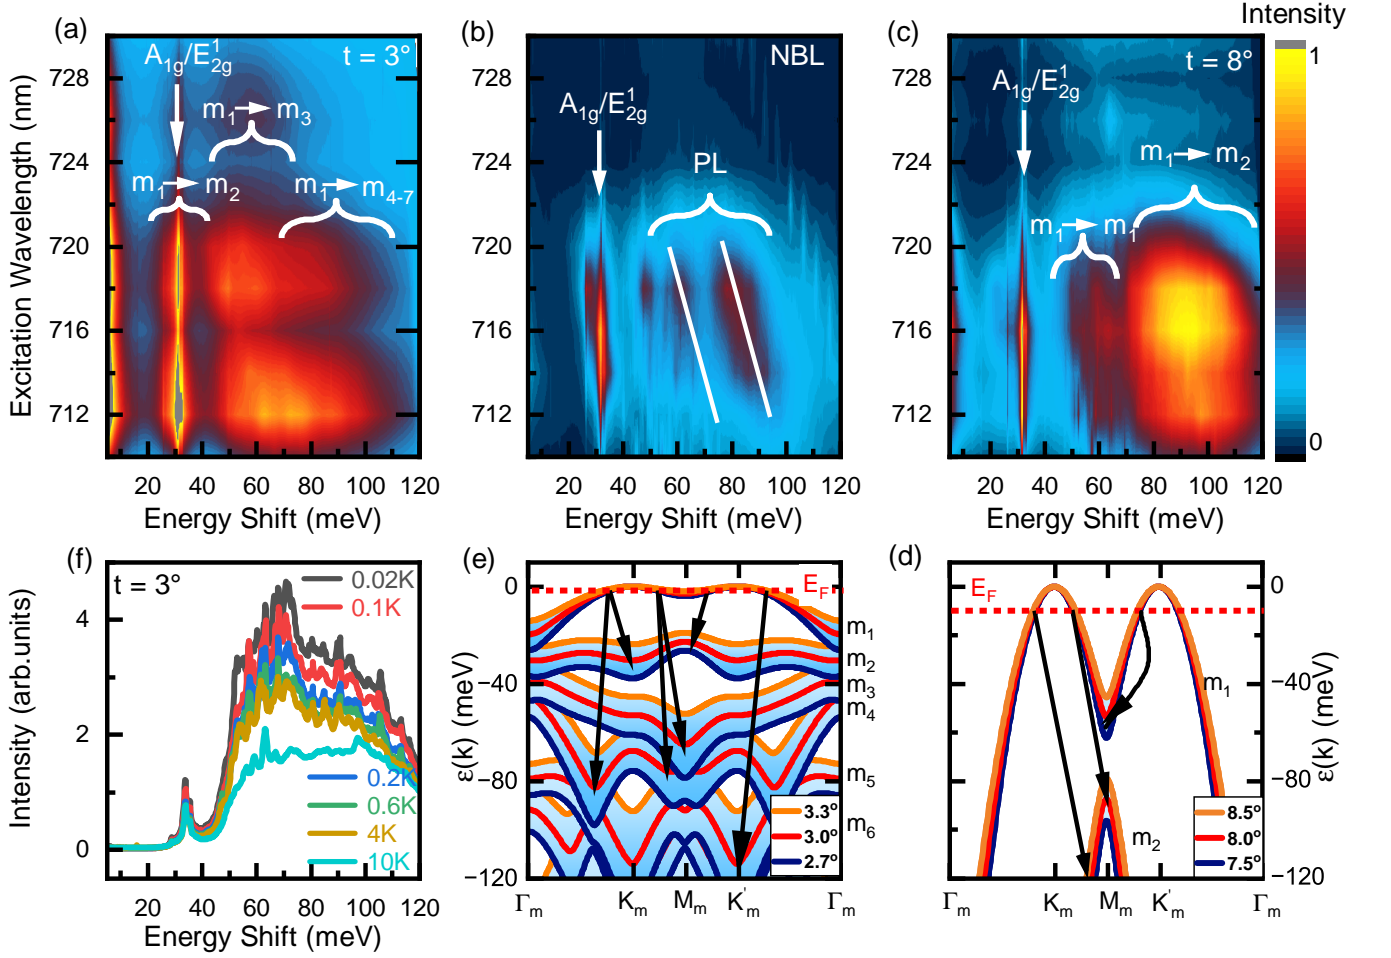 Intensity
(a)
A1g/E12g
t = 3°
m1 → m3
m1 → m2
m1 → m4-7
Excitation Wavelength (nm)
728
724
720
716
712
20 40 60 80 100 120
Energy Shift (meV)
(b)
NBL
A1g/E12g
PL
728
724
720
716
712
20 40 60 80 100 120
Energy Shift (meV)
(c)
t = 8°
A1g/E12g
m1 → m2
m1 → m1
728
724
720
716
712
20 40 60 80 100 120
Energy Shift (meV)
1
0
(f)
t = 3°
0.02K
0.1K
0.2K
0.6K
4K
10K
Intensity (arb.units)
4
2
0
20 40 60 80 100 120
Energy Shift (meV)
(e)
EF
m1
m2
m3
m4
m5
m6
3.3°
3.0°
2.7°
ε(k) (meV)
0
−40
−80
−120
Γm Km Mm K'm Γm
(d)
EF
m1
m2
8.5°
8.0°
7.5°
0
−40
−80
−120
ε(k) (meV)
Γm Km Mm K'm Γm